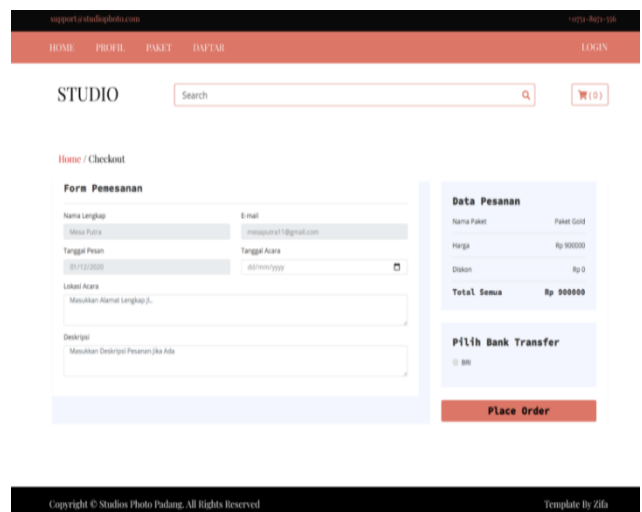 support@studiophoto.com +0751-8071-556
HOME PROFIL PAKET DAFTAR LOGIN
STUDIO Search ( 0 )
Home / Checkout
Form Pemesanan
Nama Lengkap E-mail
Mesa Putra mesaputra11@gmail.com
Tanggal Pesan Tanggal Acara
01/12/2020 dd/mm/yyyy
Lokasi Acara
Masukkan Alamat Lengkap Jl..
Deskripsi
Masukkan Deskripsi Pesanan Jika Ada
Data Pesanan
Nama Paket Paket Gold
Harga Rp 900000
Diskon Rp 0
Total Semua Rp 900000
Pilih Bank Transfer
BRI
Place Order
Copyright © Studios Photo Padang. All Rights Reserved Template By Zifa